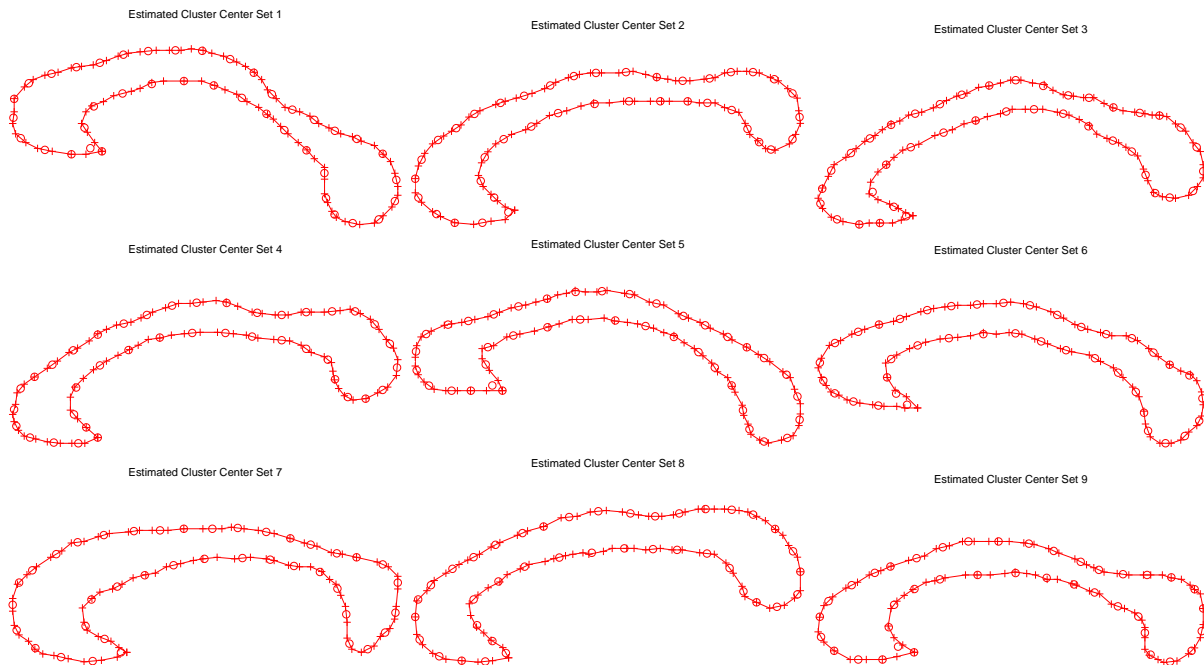 Estimated Cluster Center Set 1
Estimated Cluster Center Set 2
Estimated Cluster Center Set 3
Estimated Cluster Center Set 4
Estimated Cluster Center Set 5
Estimated Cluster Center Set 6
Estimated Cluster Center Set 7
Estimated Cluster Center Set 8
Estimated Cluster Center Set 9